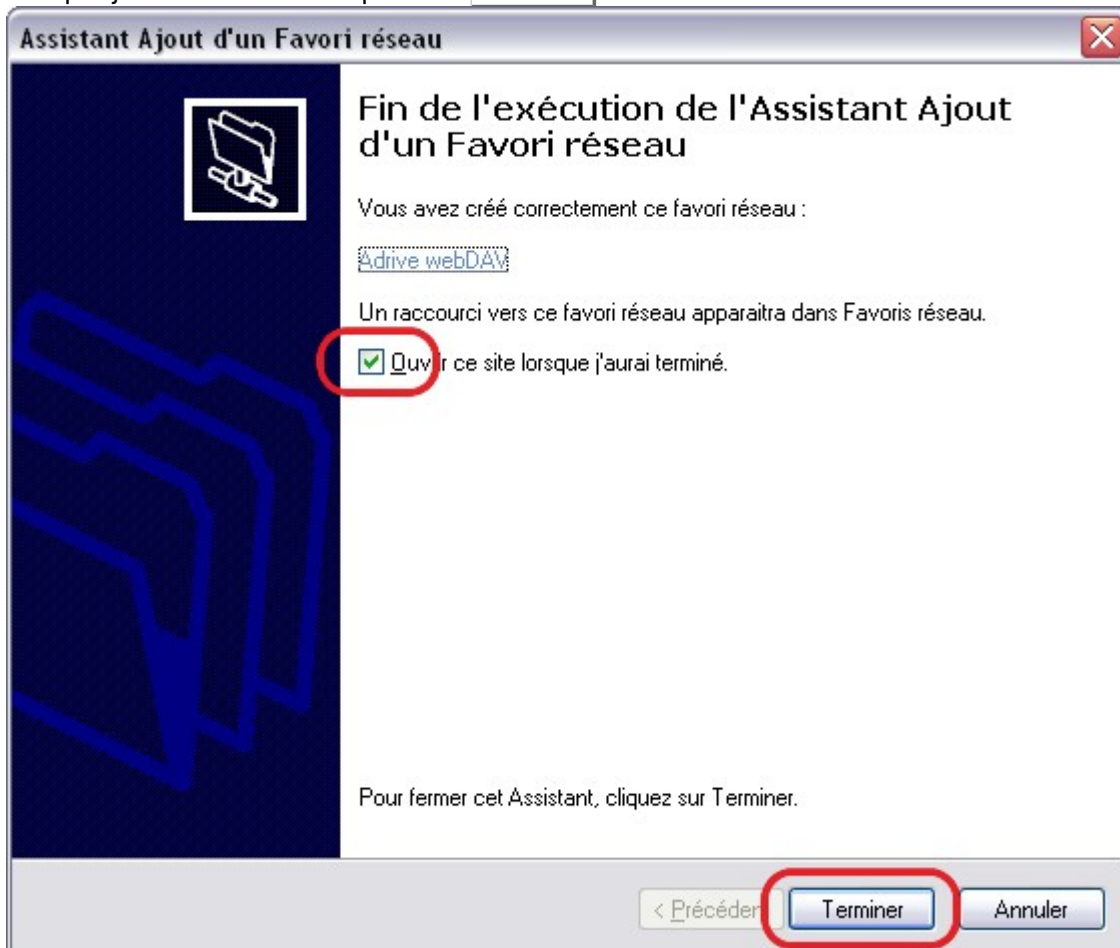 Assistant Ajout d'un Favori réseau
Fin de l'exécution de l'Assistant Ajout
d'un Favori réseau
Vous avez créé correctement ce favori réseau :
Adrive webDAV
Un raccourci vers ce favori réseau apparaitra dans Favoris réseau.
Ouvrir ce site lorsque j'aurai terminé.
Pour fermer cet Assistant, cliquez sur Terminer.
< Précéden
Terminer
Annuler